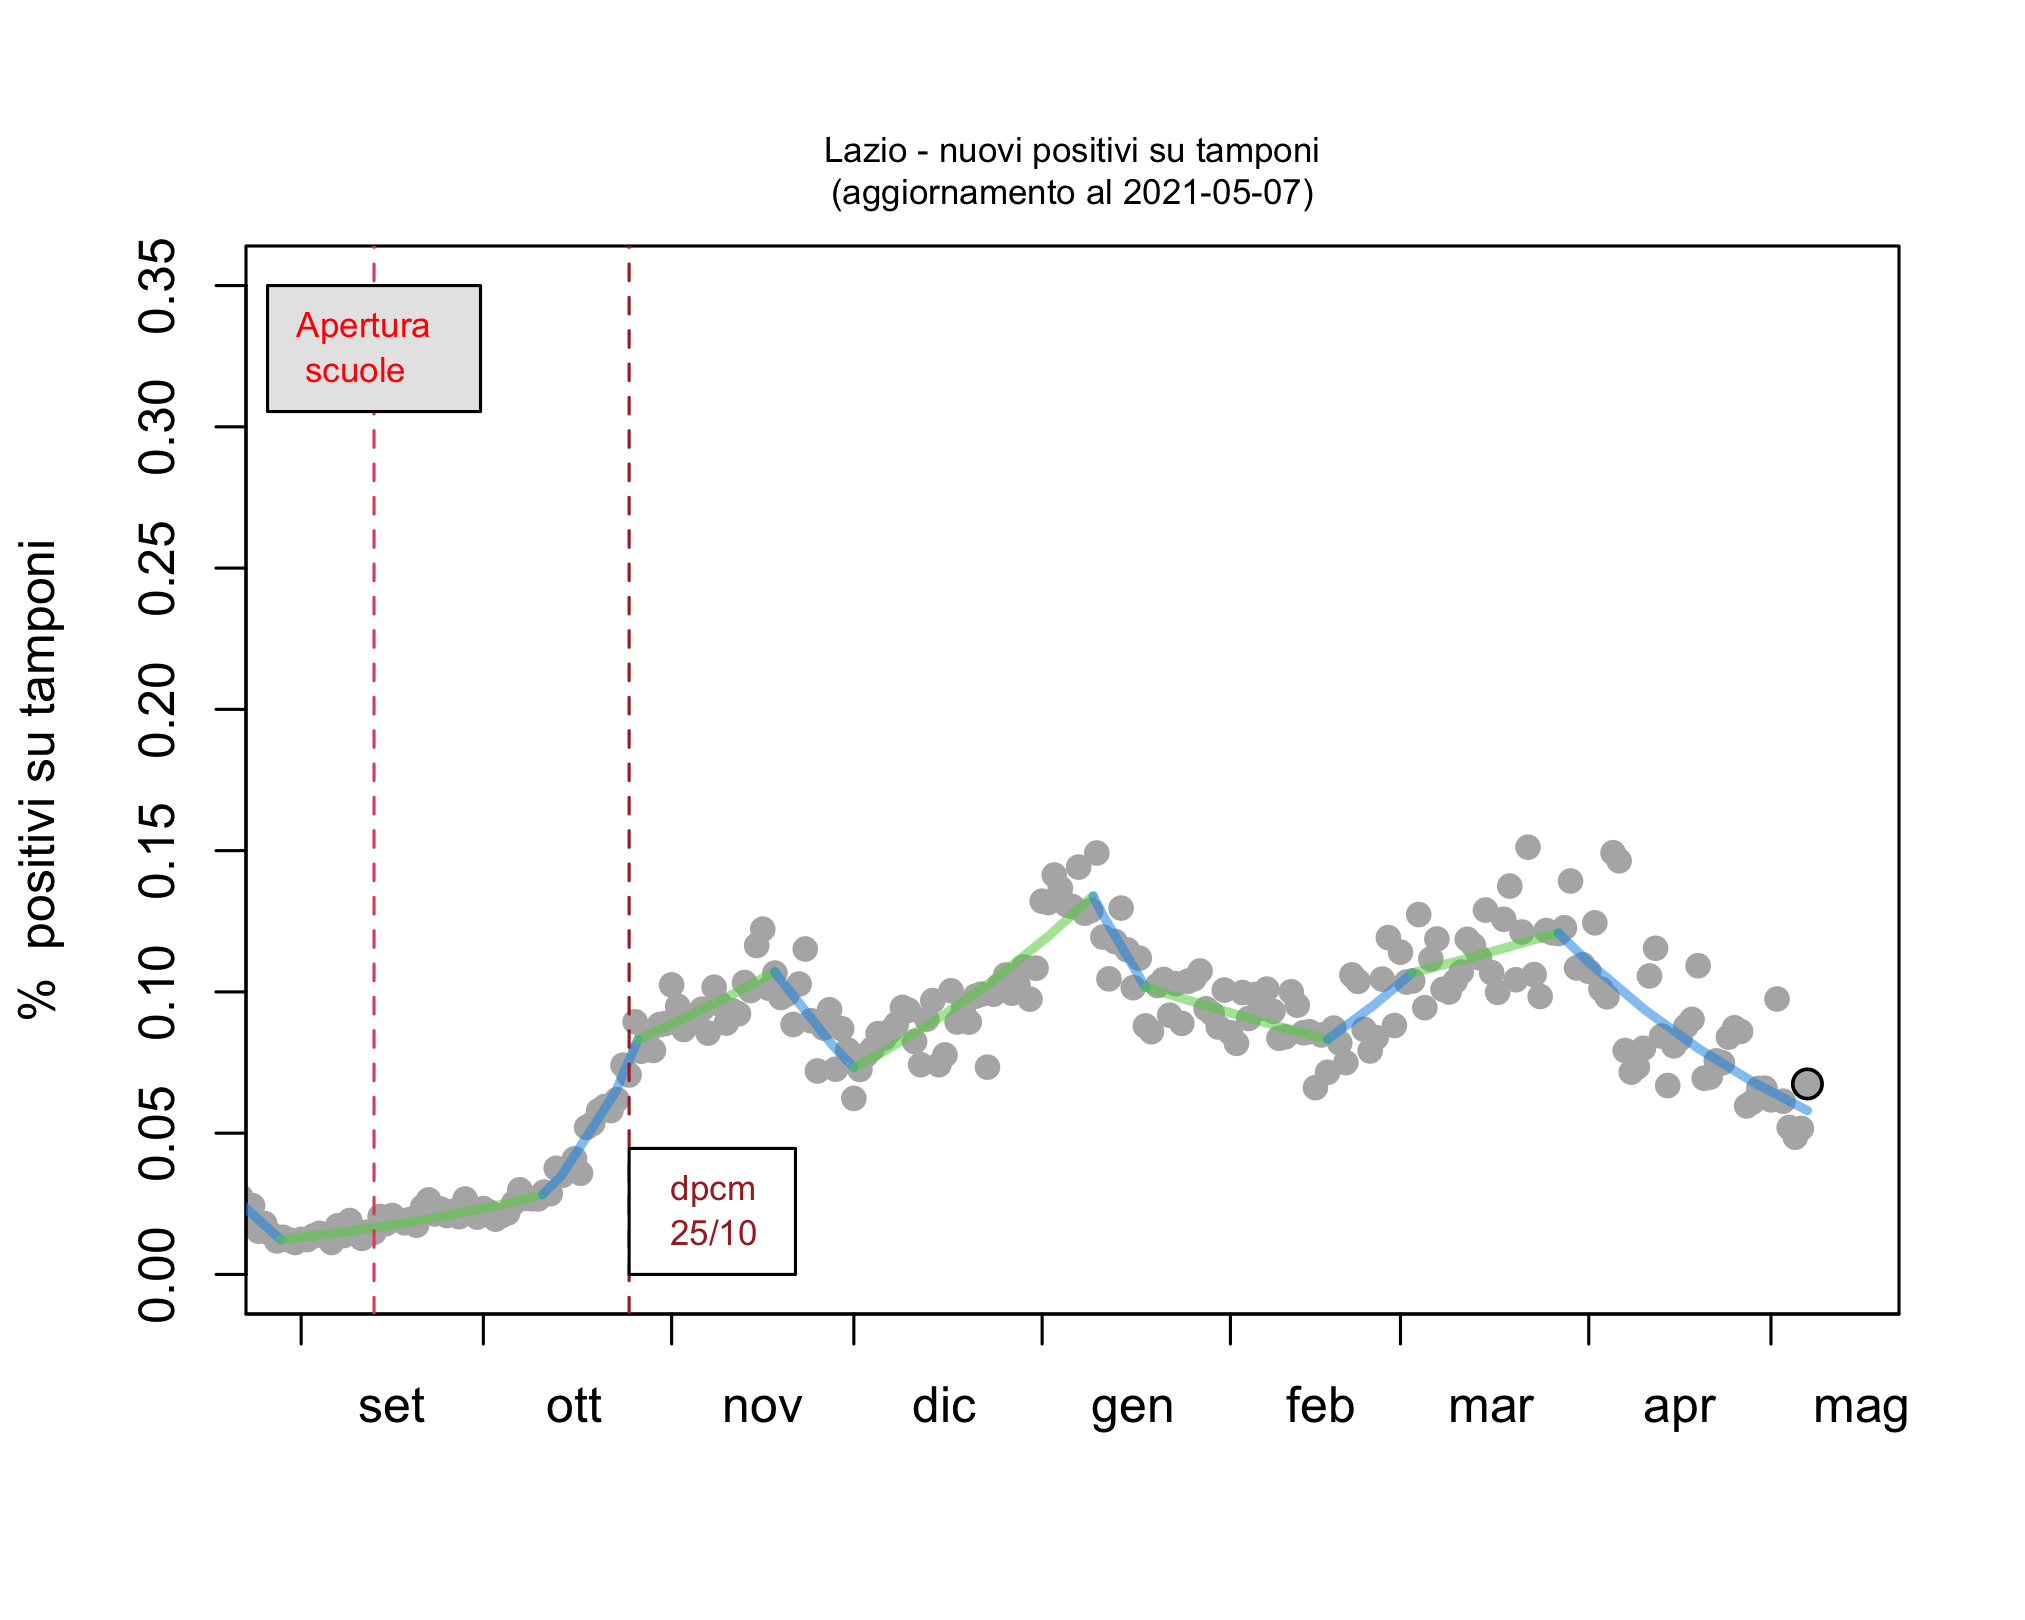 Lazio - nuovi positivi su tamponi
(aggiornamento al 2021-05-07)
% positivi su tamponi
0.35
0.30
0.25
0.20
0.15
0.10
0.05
0.00
Apertura
scuole
dpcm
25/10
set ott nov dic gen feb mar apr mag